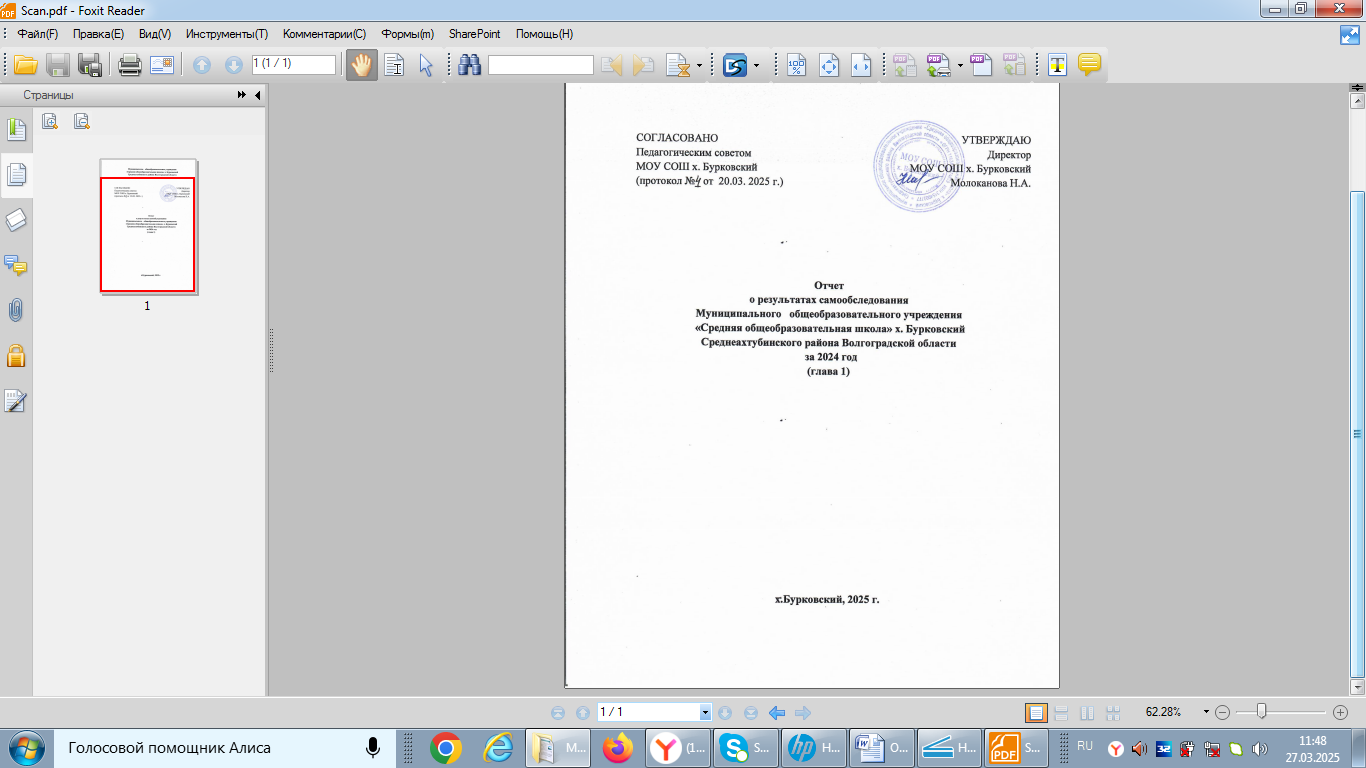 Scan.pdf - Foxit Reader
Файл(F) Правка(E) Вид(V) Инструменты(T) Комментарии(C) Формы(m) SharePoint Помощь(H)
1 (1 / 1)
Страницы
1
СОГЛАСОВАНО
Педагогическим советом
МОУ СОШ х. Бурковский
(протокол №4 от 20.03. 2025 г.)
УТВЕРЖДАЮ
Директор
МОУ СОШ х. Бурковский
Молоканова Н.А.
МОУ СОШ
Отчет
о результатах самообследования
Муниципального общеобразовательного учреждения
«Средняя общеобразовательная школа» х. Бурковский
Среднеахтубинского района Волгоградской области
за 2024 год
(глава 1)
х.Бурковский, 2025 г.
1 / 1
62.28%
Голосовой помощник Алиса
М...
(1...
S...
H...
О...
H...
S...
RU
11:48
27.03.2025